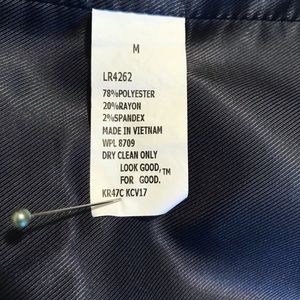 M
LR4262
78%POLYESTER
20%RAYON
2%SPANDEX
MADE IN VIETNAM
WPL 8709
DRY CLEAN ONLY
LOOK GOOD,
FOR GOOD.™
KR47C KCV17